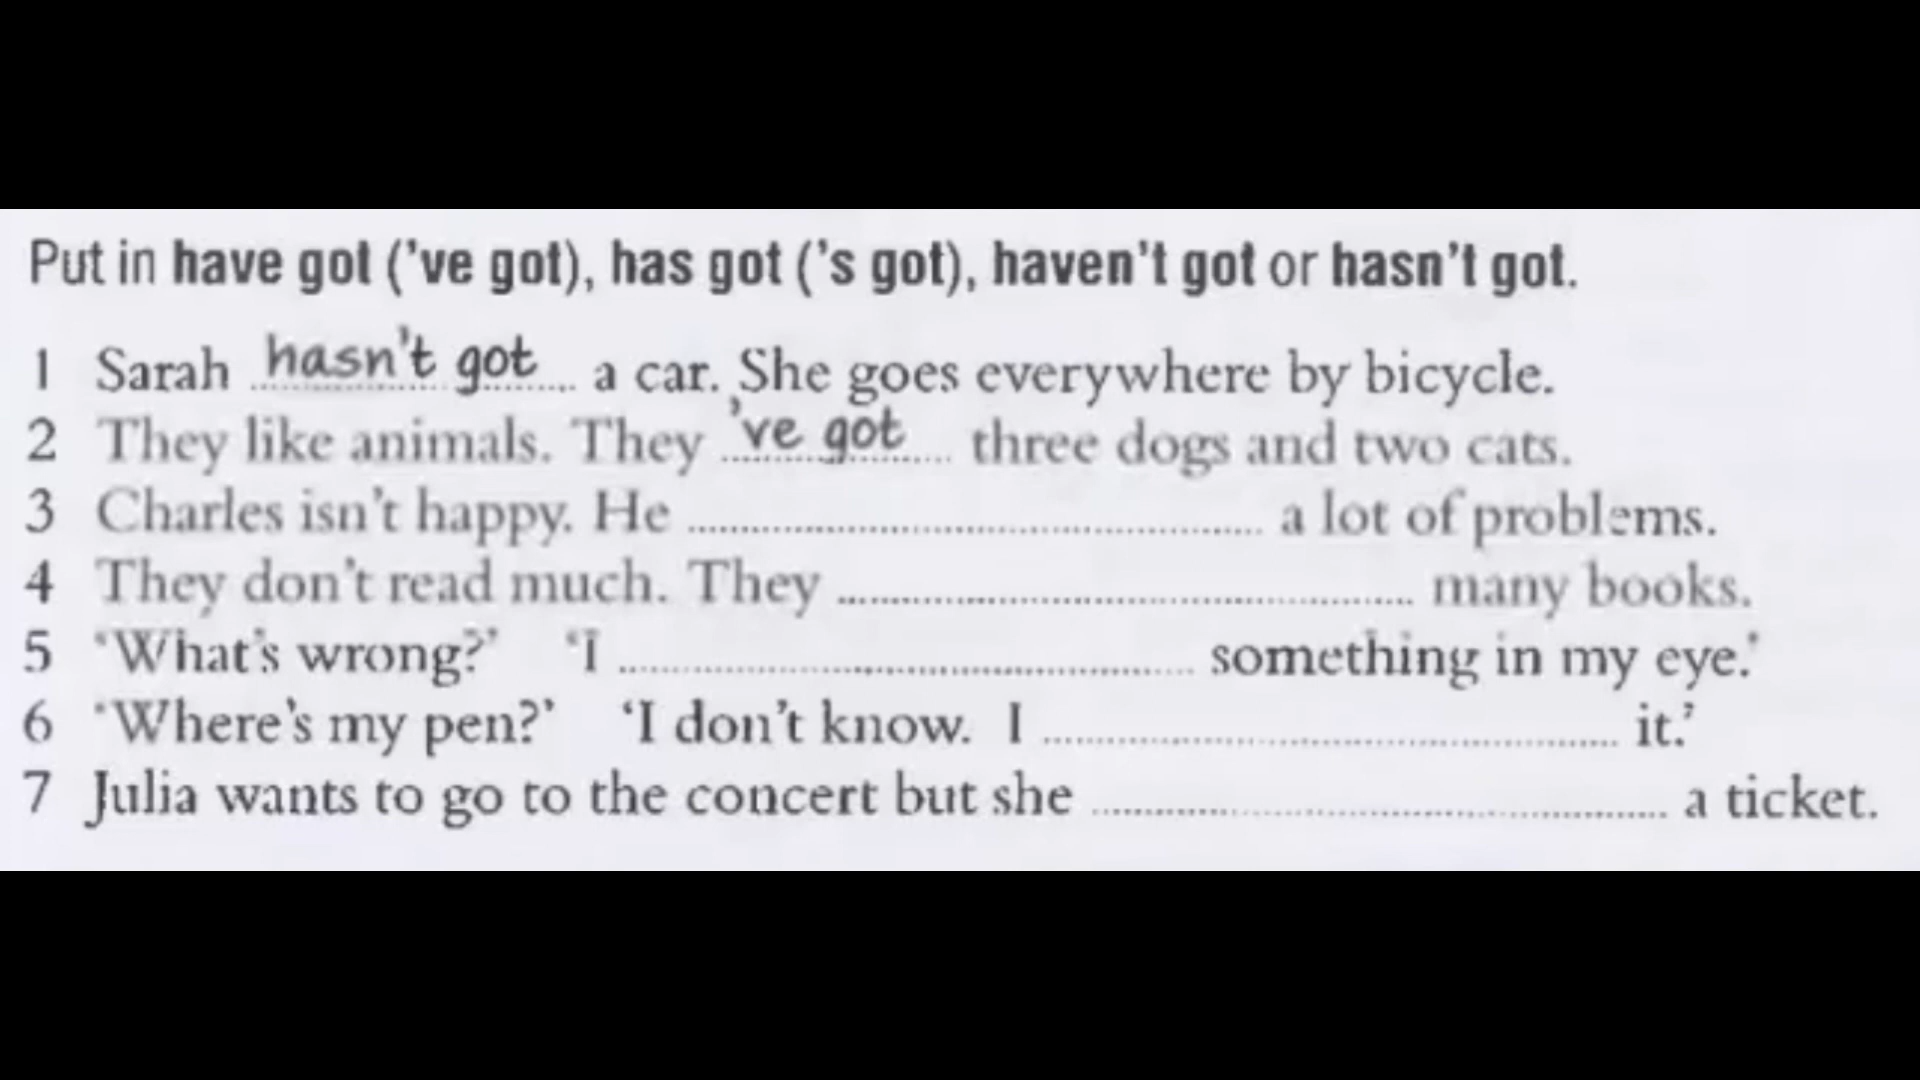 Put in have got ('ve got), has got ('s got), haven't got or hasn't got.
1 Sarah hasn't got a car. She goes everywhere by bicycle.
2 They like animals. They 've got three dogs and two cats.
3 Charles isn't happy. He ........................ a lot of problems.
4 They don't read much. They ........................ many books.
5 'What's wrong?' 'I ........................ something in my eye.'
6 'Where's my pen?' 'I don't know. I ........................ it.'
7 Julia wants to go to the concert but she ........................ a ticket.